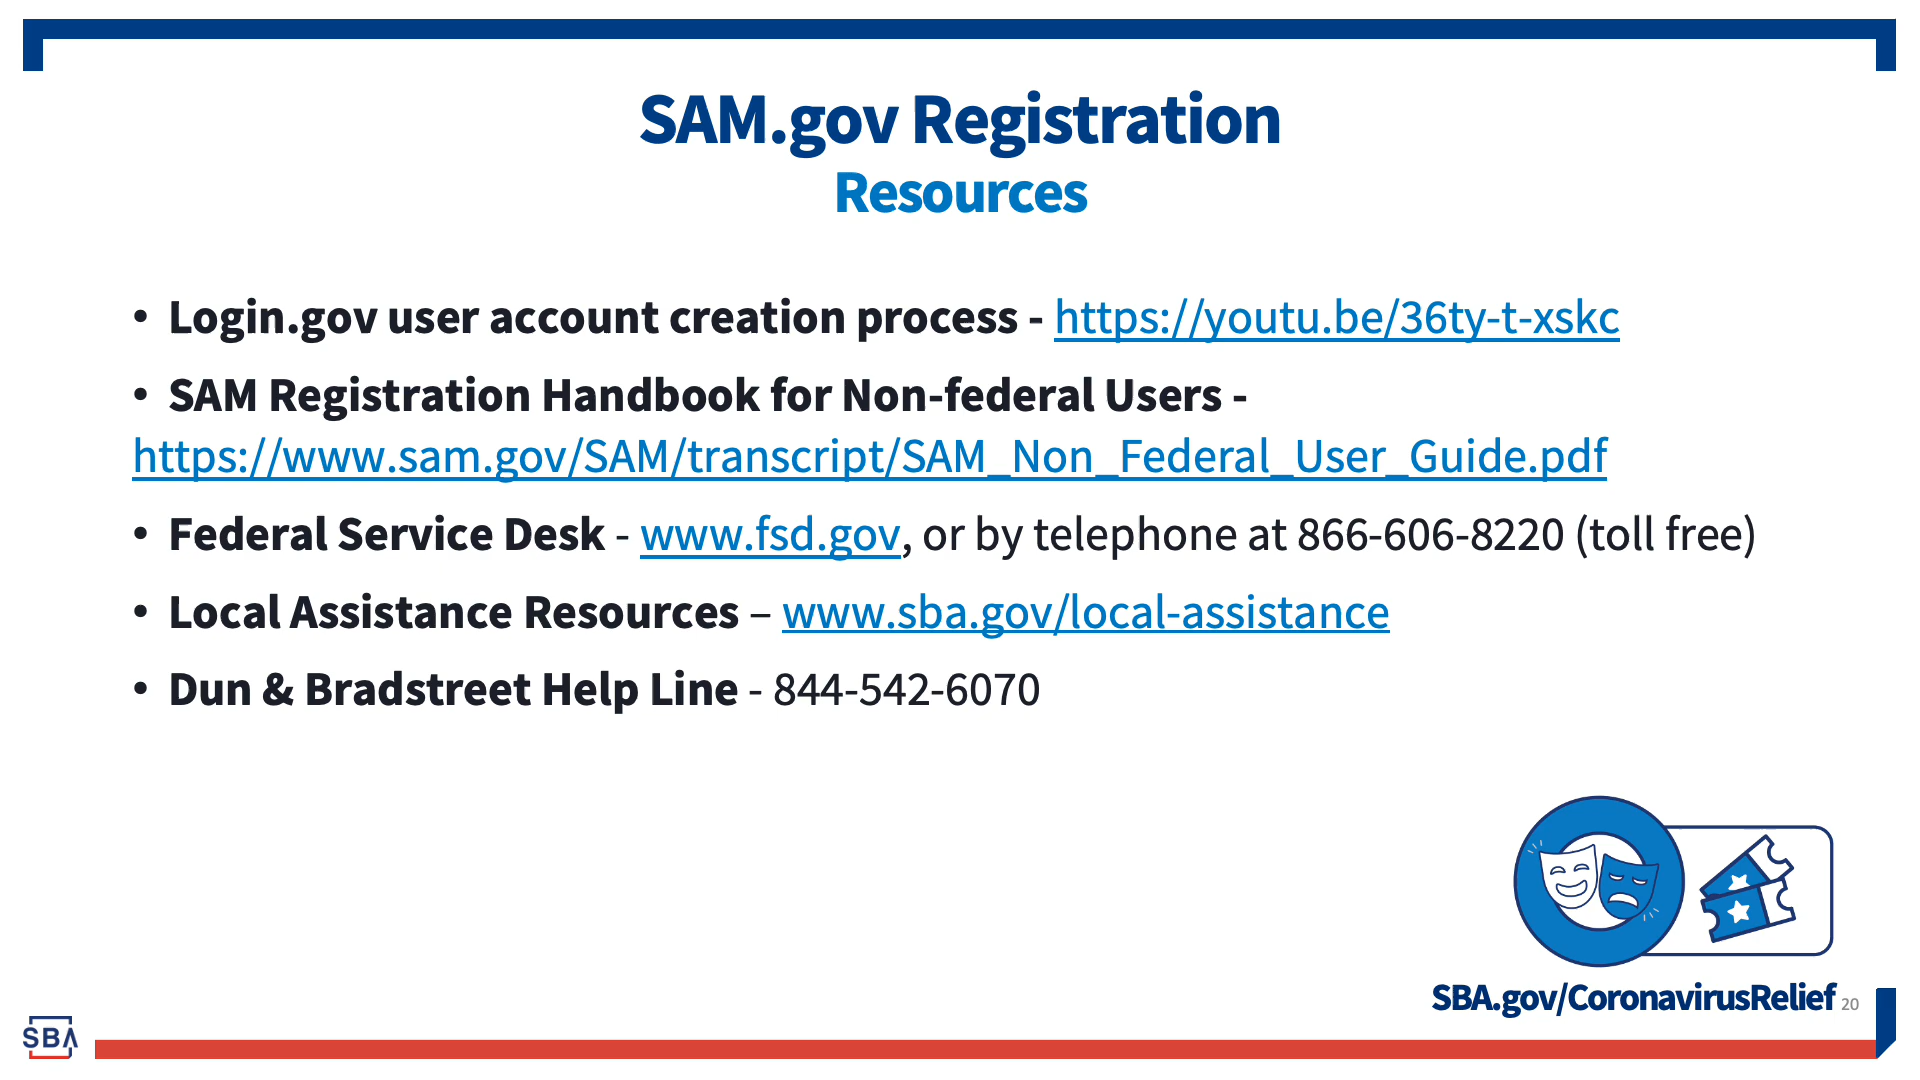 SAM.gov Registration
Resources
• Login.gov user account creation process - https://youtu.be/36ty-t-xskc
• SAM Registration Handbook for Non-federal Users -
https://www.sam.gov/SAM/transcript/SAM_Non_Federal_User_Guide.pdf
• Federal Service Desk - www.fsd.gov, or by telephone at 866-606-8220 (toll free)
• Local Assistance Resources – www.sba.gov/local-assistance
• Dun & Bradstreet Help Line - 844-542-6070
SBA.gov/CoronavirusRelief 20
SBA